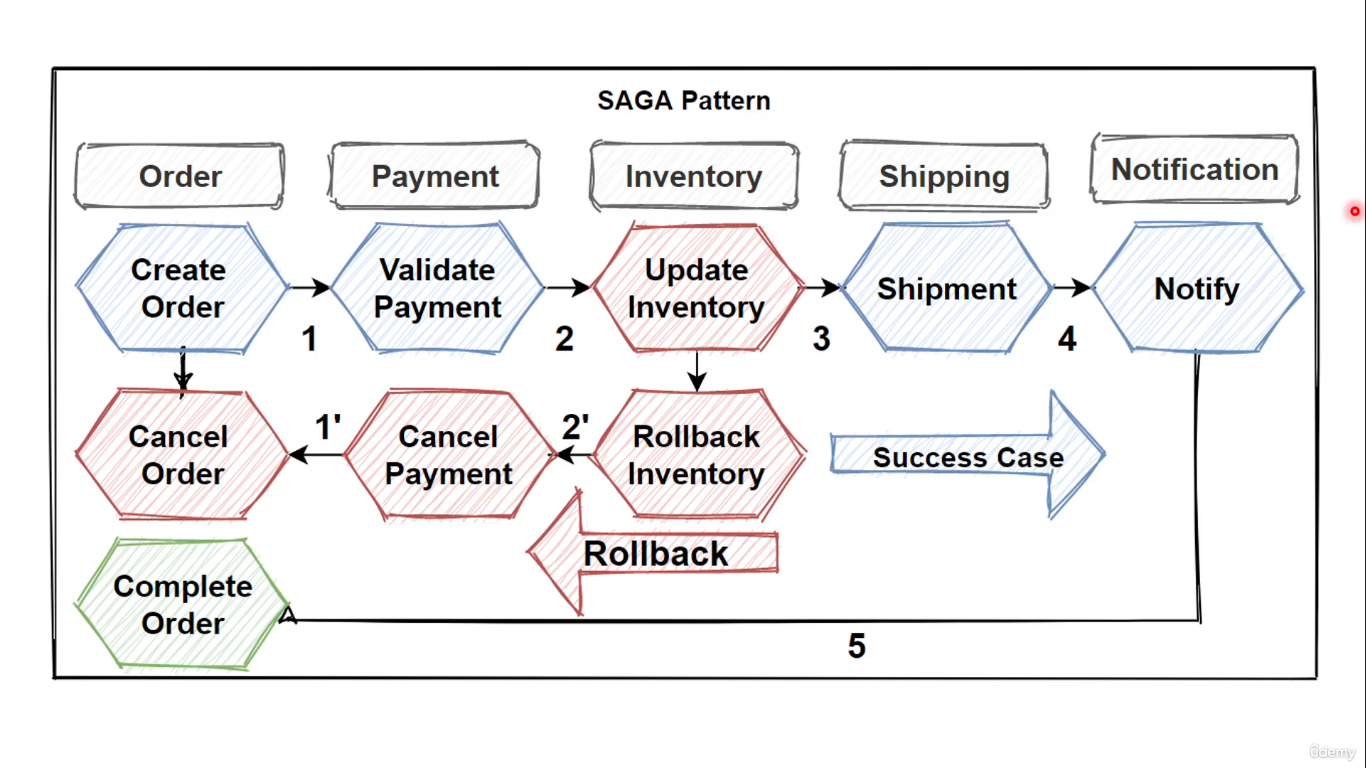 SAGA Pattern
Order
Payment
Inventory
Shipping
Notification
Create
Order
Validate
Payment
Update
Inventory
Shipment
Notify
1
2
3
4
Cancel
Order
1'
Cancel
Payment
2'
Rollback
Inventory
Success Case
Rollback
Complete
Order
5
ûdemy